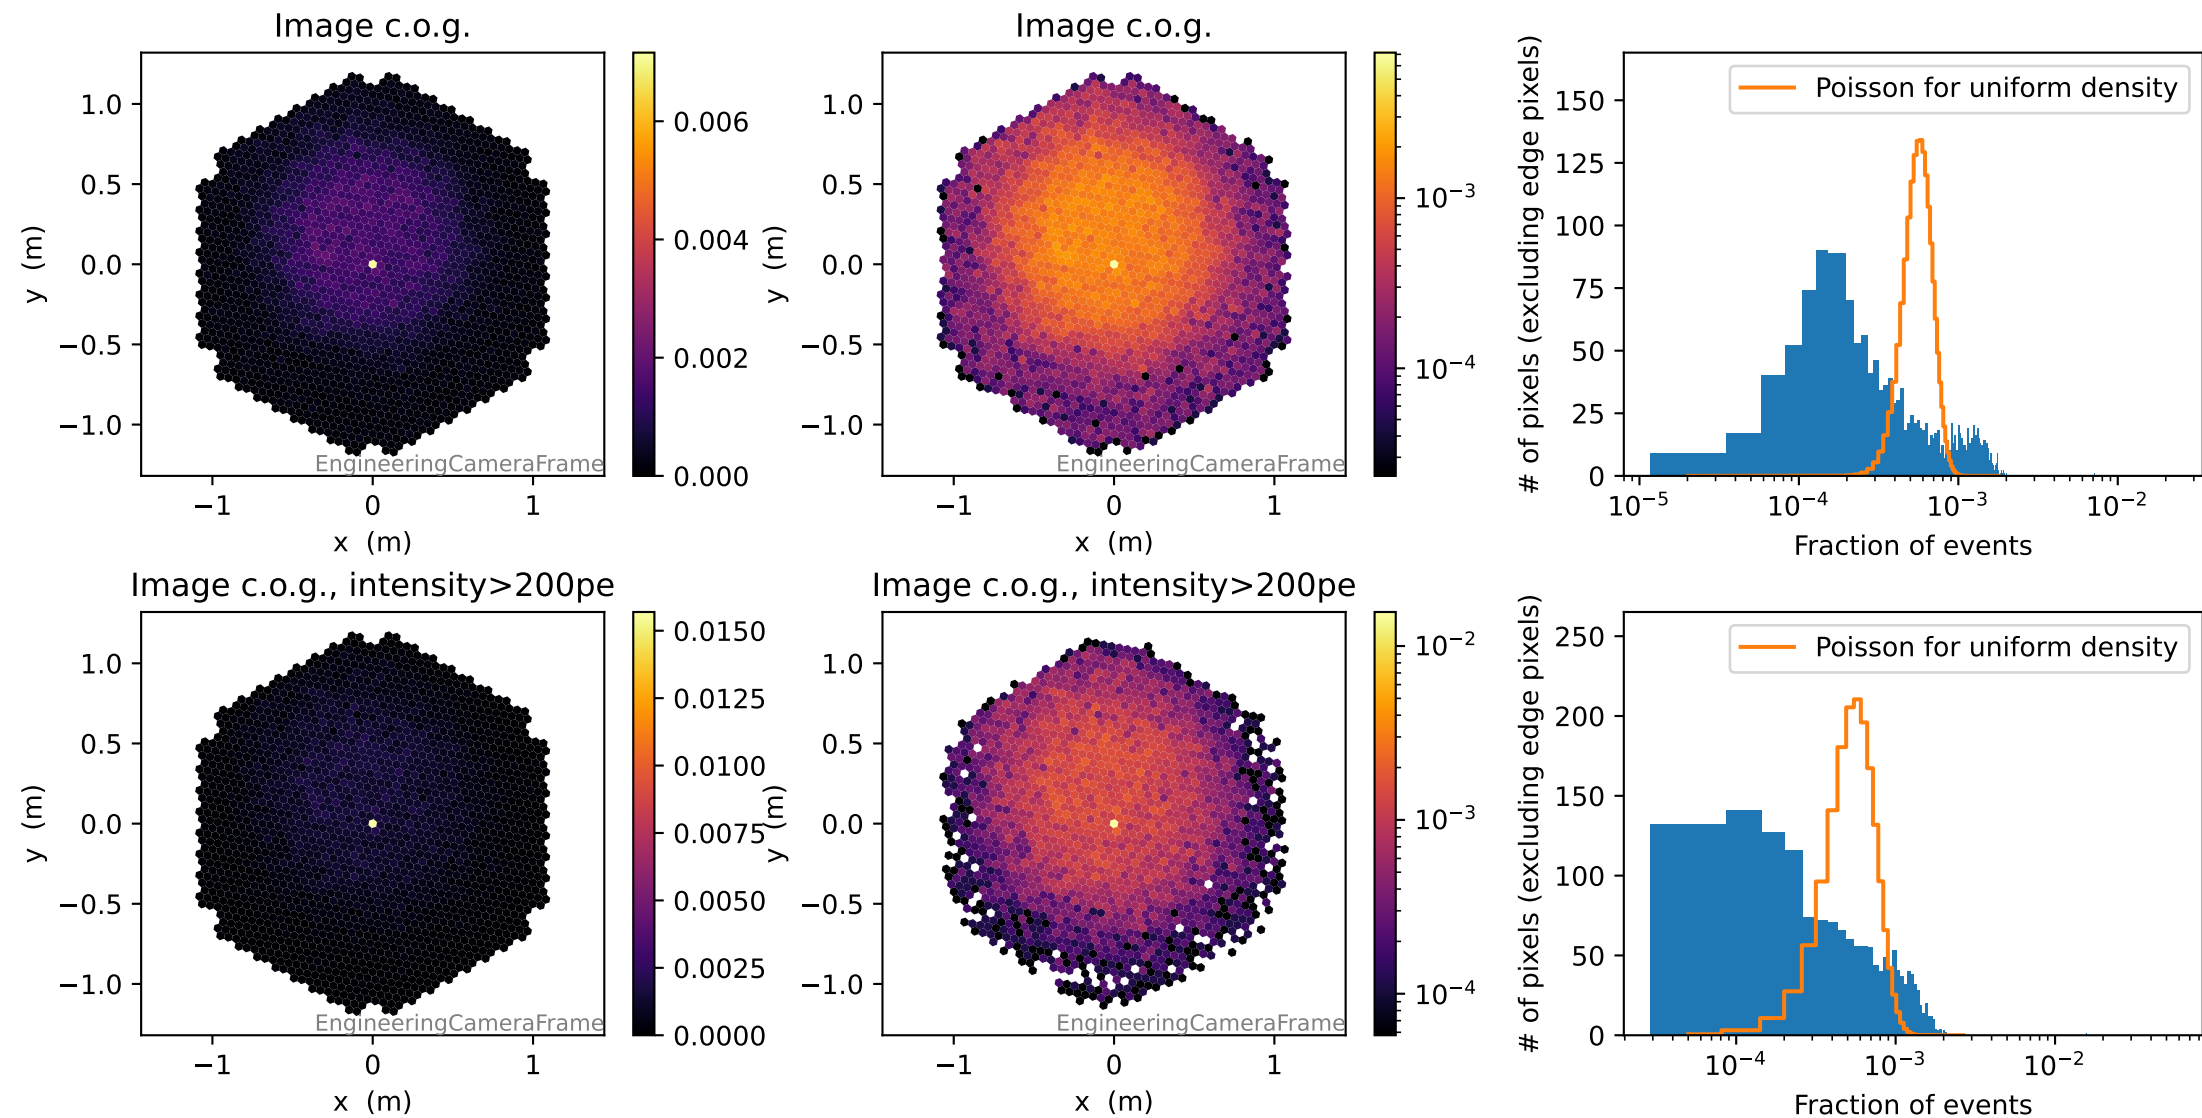 Image c.o.g.
1.0
0.5
0.0
−0.5
−1.0
y (m)
−1 0 1
x (m)
EngineeringCameraFrame
0.006
0.004
0.002
0.000
Image c.o.g.
1.0
0.5
0.0
−0.5
−1.0
y (m)
−1 0 1
x (m)
EngineeringCameraFrame
10⁻³
10⁻⁴
Poisson for uniform density
150
125
100
75
50
25
0
# of pixels (excluding edge pixels)
10⁻⁵ 10⁻⁴ 10⁻³ 10⁻²
Fraction of events
Image c.o.g., intensity>200pe
1.0
0.5
0.0
−0.5
−1.0
y (m)
−1 0 1
x (m)
EngineeringCameraFrame
0.0150
0.0125
0.0100
0.0075
0.0050
0.0025
0.0000
Image c.o.g., intensity>200pe
1.0
0.5
0.0
−0.5
−1.0
y (m)
−1 0 1
x (m)
EngineeringCameraFrame
10⁻²
10⁻³
10⁻⁴
Poisson for uniform density
250
200
150
100
50
0
# of pixels (excluding edge pixels)
10⁻⁴ 10⁻³ 10⁻²
Fraction of events